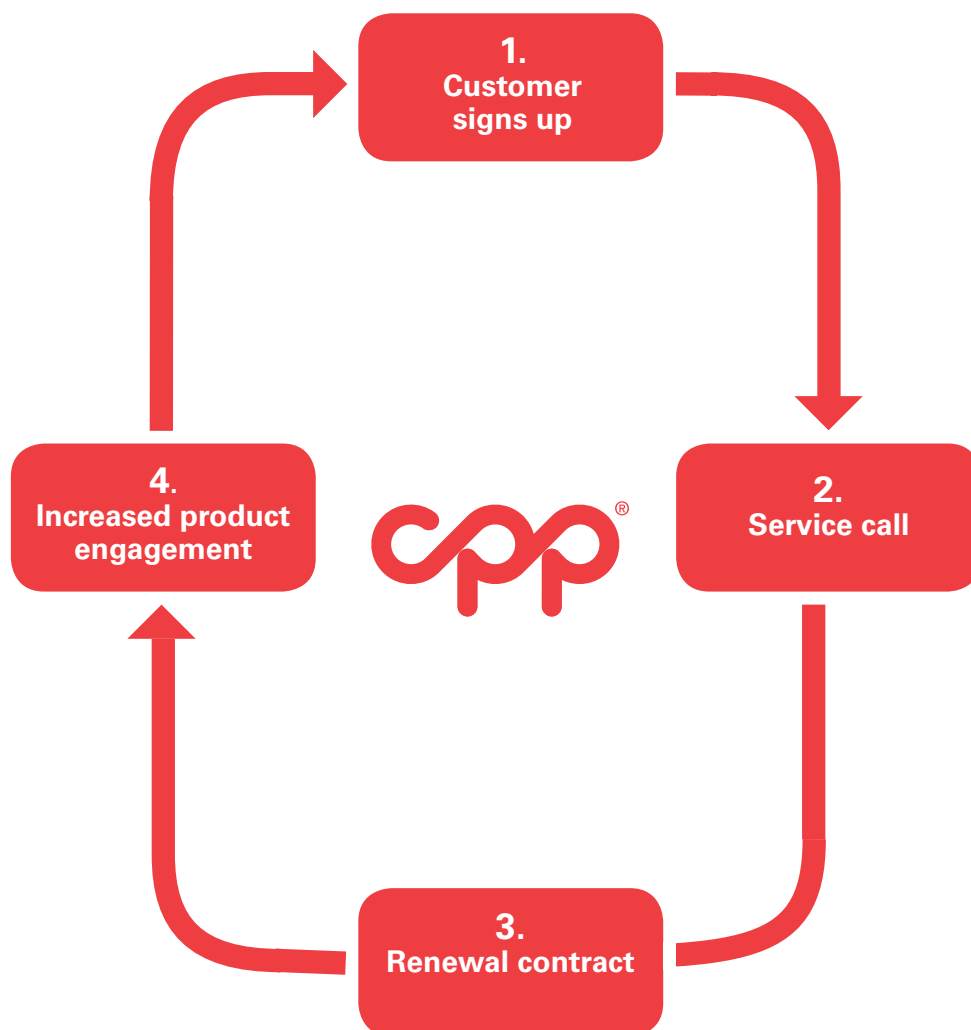 1.
Customer
signs up
2.
Service call
3.
Renewal contract
4.
Increased product
engagement
cpp®